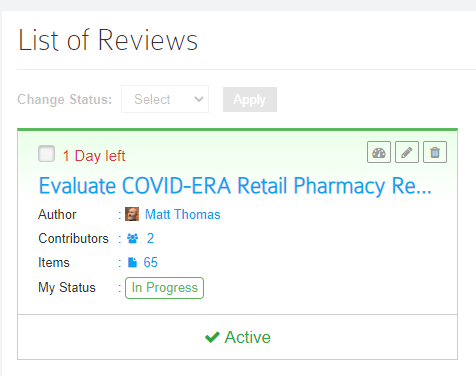 List of Reviews
Change Status: Select Apply
1 Day left
Evaluate COVID-ERA Retail Pharmacy Re...
Author : Matt Thomas
Contributors : 2
Items : 65
My Status : In Progress
Active